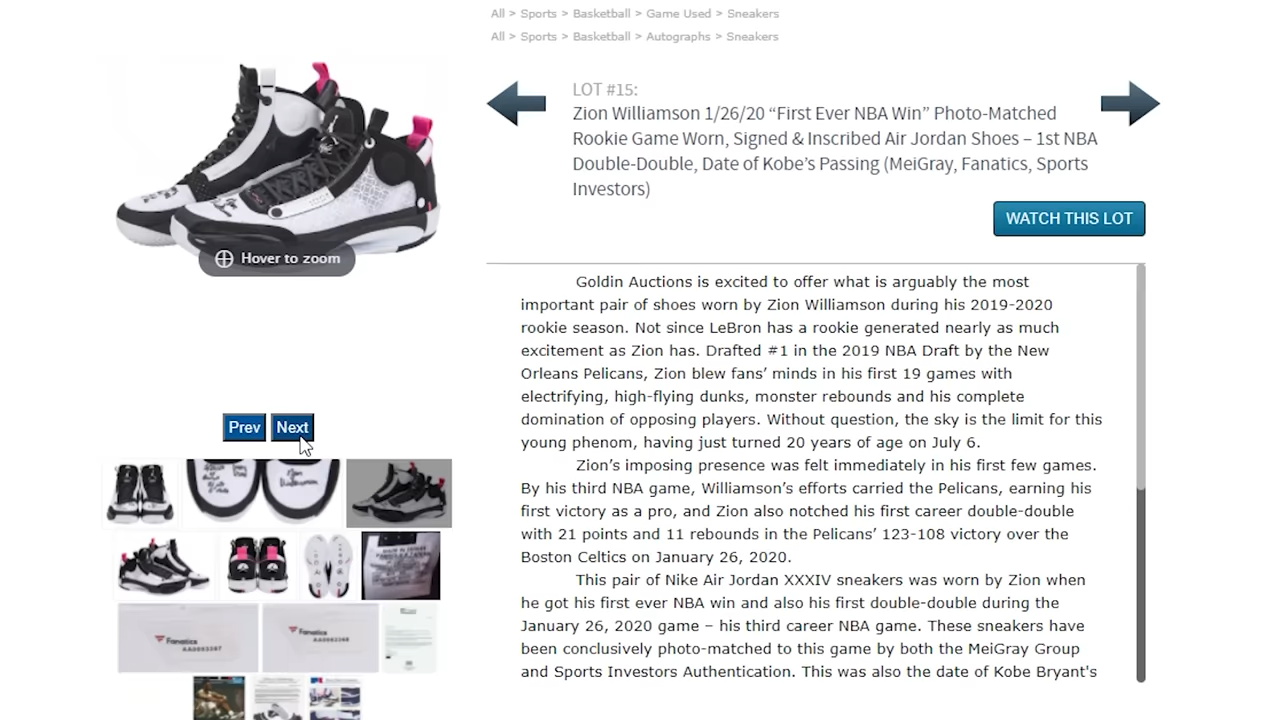 All > Sports > Basketball > Game Used > Sneakers
All > Sports > Basketball > Autographs > Sneakers
LOT #15:
Zion Williamson 1/26/20 “First Ever NBA Win” Photo-Matched
Rookie Game Worn, Signed & Inscribed Air Jordan Shoes – 1st NBA
Double-Double, Date of Kobe’s Passing (MeiGray, Fanatics, Sports
Investors)
WATCH THIS LOT
Hover to zoom
Goldin Auctions is excited to offer what is arguably the most
important pair of shoes worn by Zion Williamson during his 2019-2020
rookie season. Not since LeBron has a rookie generated nearly as much
excitement as Zion has. Drafted #1 in the 2019 NBA Draft by the New
Orleans Pelicans, Zion blew fans’ minds in his first 19 games with
electrifying, high-flying dunks, monster rebounds and his complete
domination of opposing players. Without question, the sky is the limit for this
young phenom, having just turned 20 years of age on July 6.
Zion’s imposing presence was felt immediately in his first few games.
By his third NBA game, Williamson’s efforts carried the Pelicans, earning his
first victory as a pro, and Zion also notched his first career double-double
with 21 points and 11 rebounds in the Pelicans’ 123-108 victory over the
Boston Celtics on January 26, 2020.
This pair of Nike Air Jordan XXXIV sneakers was worn by Zion when
he got his first ever NBA win and also his first double-double during the
January 26, 2020 game – his third career NBA game. These sneakers have
been conclusively photo-matched to this game by both the MeiGray Group
and Sports Investors Authentication. This was also the date of Kobe Bryant's
Prev Next
Fanatics
Fanatics